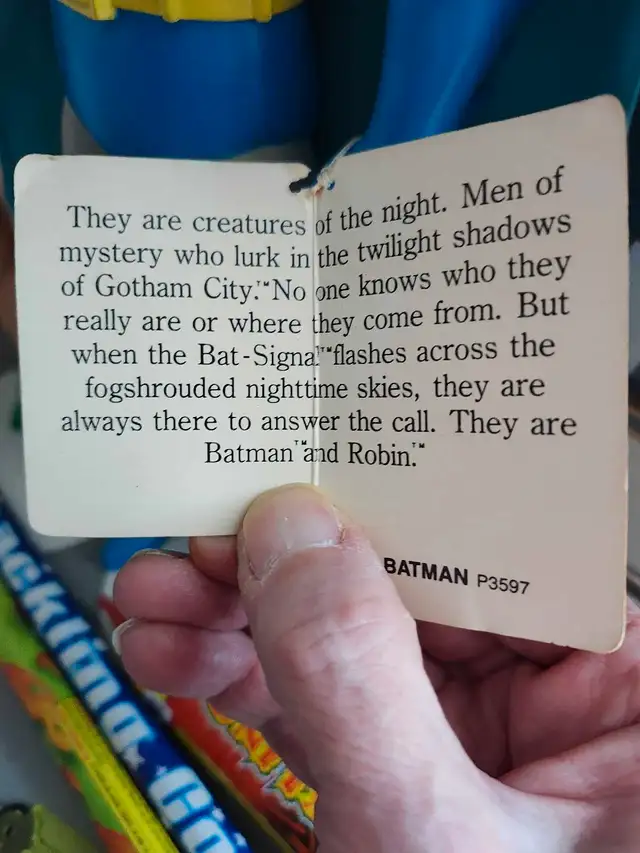 They are creatures of the night. Men of
mystery who lurk in the twilight shadows
of Gotham City.™ No one knows who they
really are or where they come from. But
when the Bat-Signal™ flashes across the
fogshrouded nighttime skies, they are
always there to answer the call. They are
Batman™ and Robin.™
BATMAN P3597